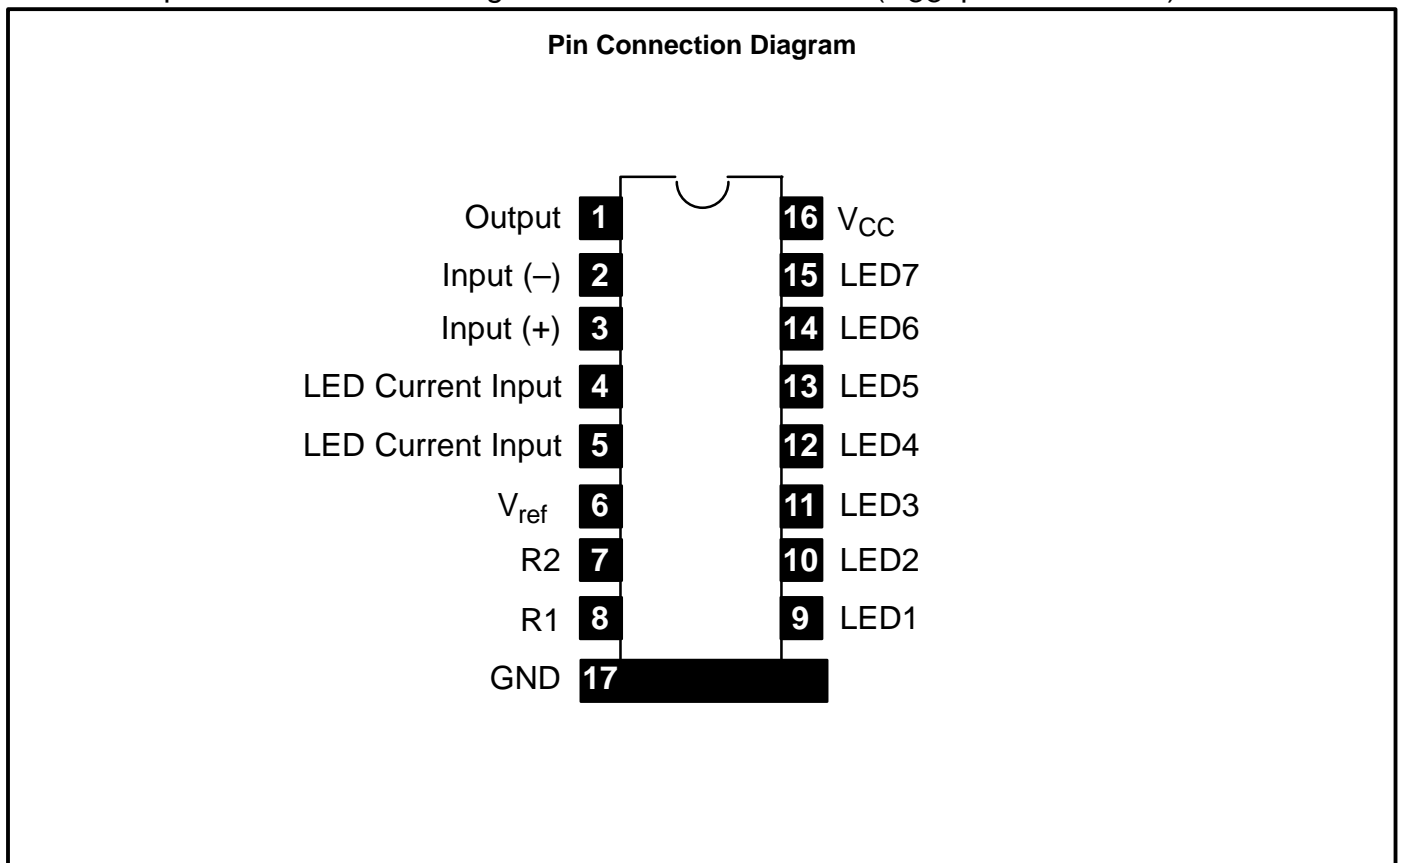 Pin Connection Diagram
Output 1 16 VCC
Input (–) 2 15 LED7
Input (+) 3 14 LED6
LED Current Input 4 13 LED5
LED Current Input 5 12 LED4
Vref 6 11 LED3
R2 7 10 LED2
R1 8 9 LED1
GND 17